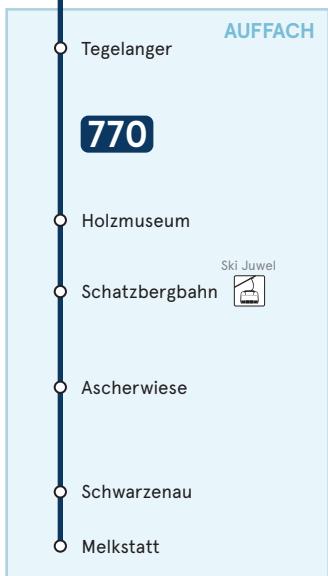 AUFFACH
Tegelanger
770
Holzmuseum
Ski Juwel
Schatzbergbahn
Ascherwiese
Schwarzenau
Melkstatt